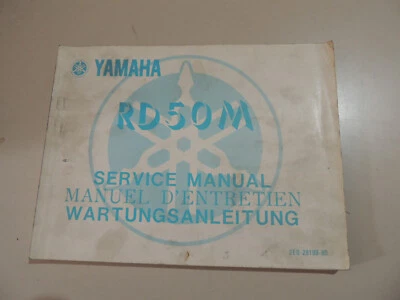 YAMAHA
RD50M
SERVICE MANUAL
MANUEL D'ENTRETIEN
WARTUNGSANLEITUNG